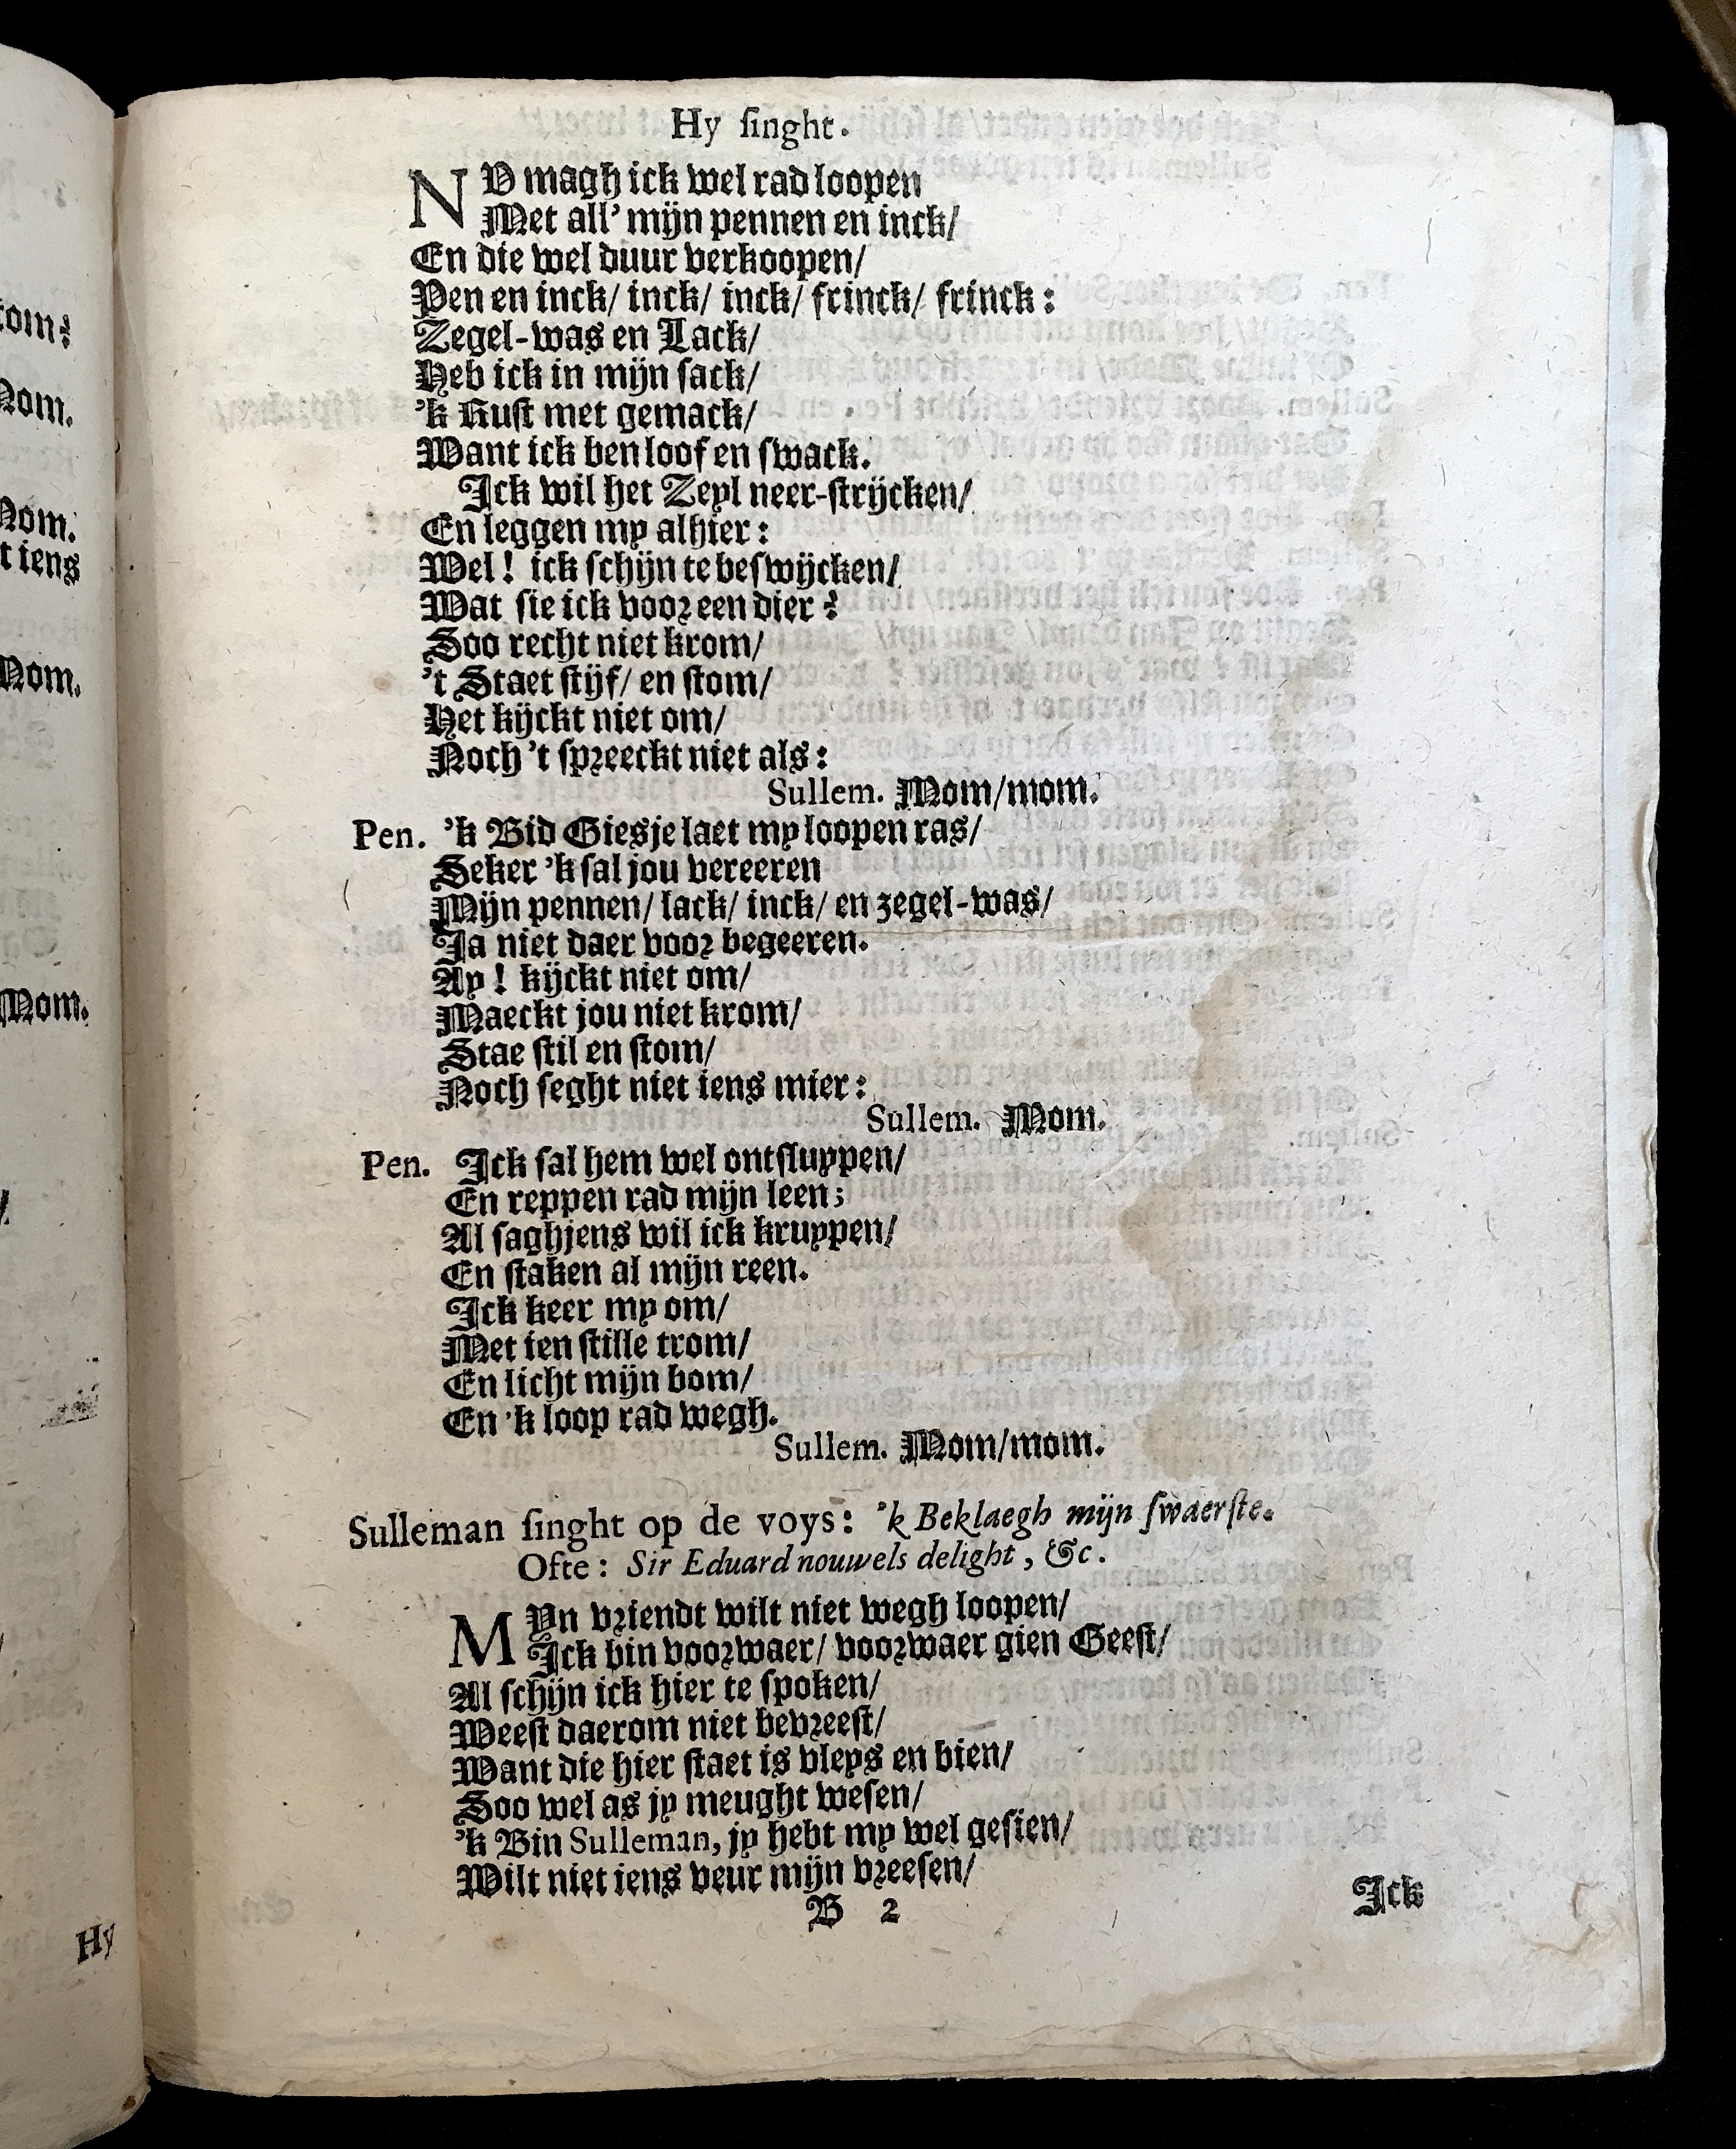 tom?
Nom.
Nom.
t iens
Nom.
Mom.
Hy
Hy ſinght.
NV magh ick wel rad loopen
Met all' mijn pennen en inck/
En die wel duur verkoopen/
Pen en inck/ inck/ inck/ frinck/ frinck:
Zegel-was en Lack/
Heb ick in mijn ſack/
'k Rust met gemack/
Want ick ben loof en ſwack.
Ick wil het Zeyl neer-ſtrijcken/
En leggen my alhier:
Wel! ick ſchijn te beſwijcken/
Wat sie ick voor een dier?
Soo recht niet krom/
't Staet ſtijf/ en ſtom/
Het kijckt niet om/
Noch 't ſpreeckt niet als:
Sullem. Mom/mom.
Pen. 'k Bid Giesje laet my loopen ras/
Seker 'k ſal jou vereeren
Mijn pennen/ lack/ inck/ en zegel-was/
Ja niet daer voor begeeren.
Ay! kijckt niet om/
Maeckt jou niet krom/
Stae ſtil en ſtom/
Noch ſeght niet iens mier:
Sullem. Mom.
Pen. Ick ſal hem wel ontſluypen/
En reppen rad mijn leen;
Al ſaghjens wil ick kruypen/
En ſtaken al mijn reen.
Ick keer my om/
Met ien ſtille trom/
En licht mijn bom/
En 'k loop rad wegh.
Sullem. Mom/mom.
Sulleman ſinght op de voys: 'k Beklaegh mijn ſwaerſte.
Ofte: Sir Eduard nouwels delight, &c.
MYn vriendt wilt niet wegh loopen/
Ick bin voorwaer/ voorwaer gien Geeſt/
Al ſchijn ick hier te ſpoken/
Weeſt daerom niet bevreeſt/
Want die hier ſtaet is vleys en bien/
Soo wel as jy meught weſen/
'k Bin Sulleman, jy hebt my wel geſien/
Wilt niet iens veur mijn vreeſen/
B 2
Ick